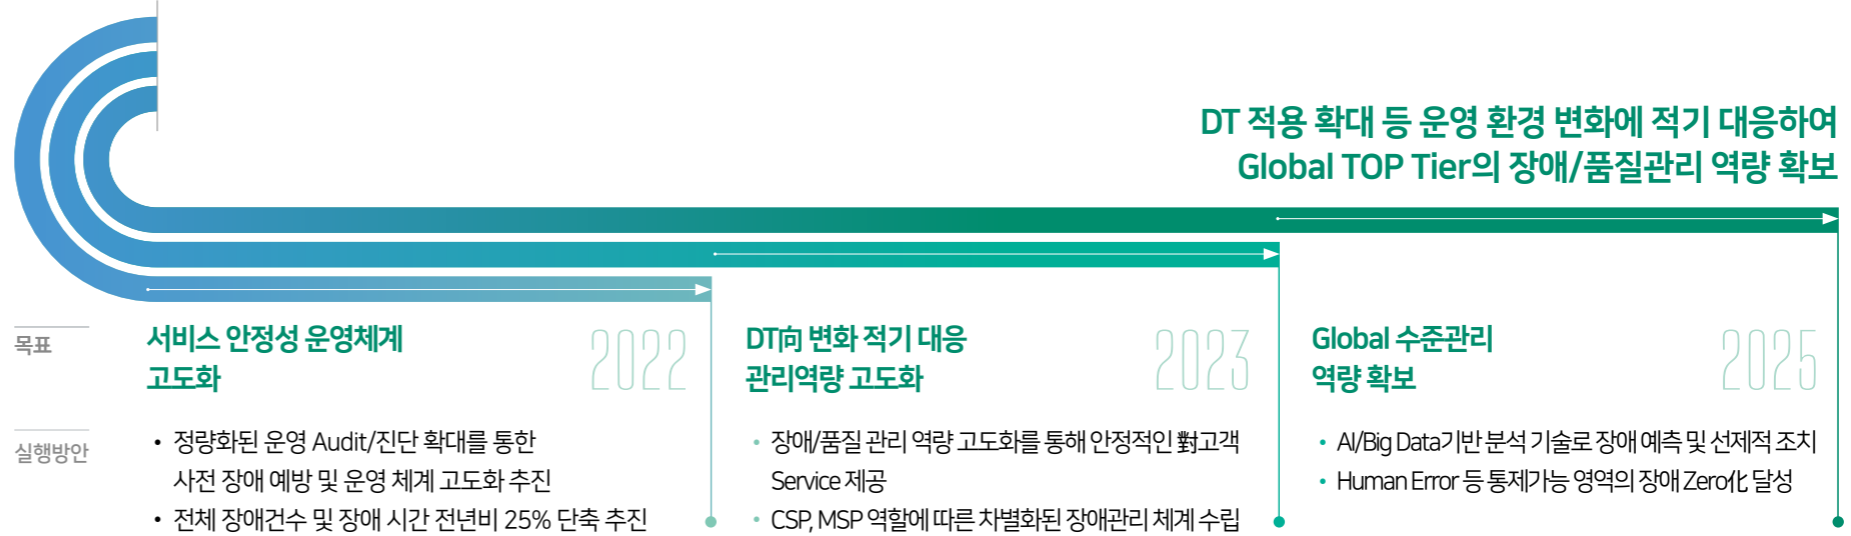 DT 적용 확대 등 운영 환경 변화에 적기 대응하여
Global TOP Tier의 장애/품질관리 역량 확보
목표
서비스 안정성 운영체계
고도화
2022
DT向 변화 적기 대응
관리역량 고도화
2023
Global 수준관리
역량 확보
2025
실행방안
• 정량화된 운영 Audit/진단 확대를 통한
사전 장애 예방 및 운영 체계 고도화 추진
• 전체 장애건수 및 장애 시간 전년비 25% 단축 추진
• 장애/품질 관리 역량 고도화를 통해 안정적인 對고객
Service 제공
• CSP, MSP 역할에 따른 차별화된 장애관리 체계 수립
• AI/Big Data기반 분석 기술로 장애 예측 및 선제적 조치
• Human Error 등 통제가능 영역의 장애 Zero化 달성